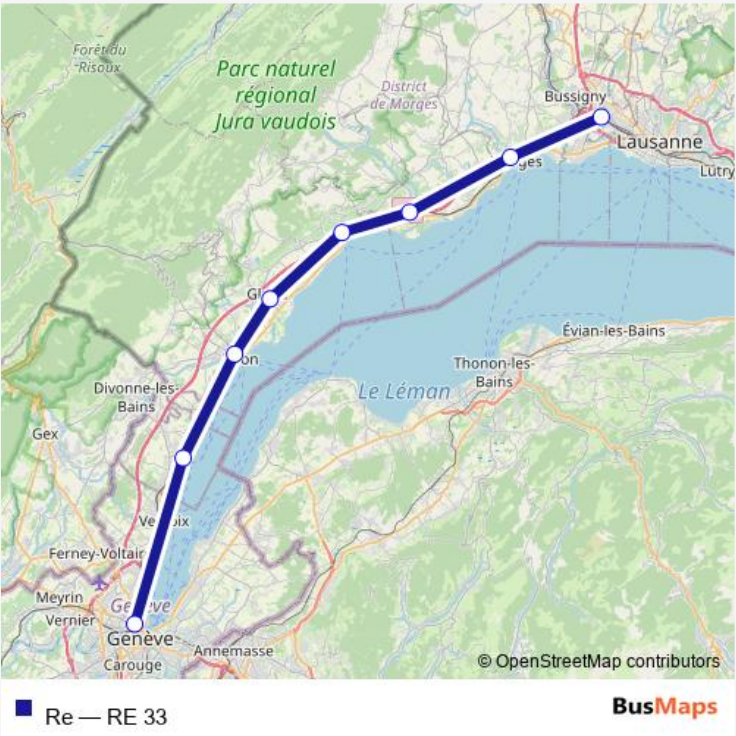 Forêt du
Risoux
Parc naturel
régional
Jura vaudois
District
de Morges
Bussigny
Lausanne
Lutry
Évian-les-Bains
Thonon-les-
Bains
Le Léman
Divonne-les-
Bains
Gex
Ferney-Voltair
Meyrin
Vernier
Genève
Carouge
Annemasse
© OpenStreetMap contributors
Re — RE 33
BusMaps